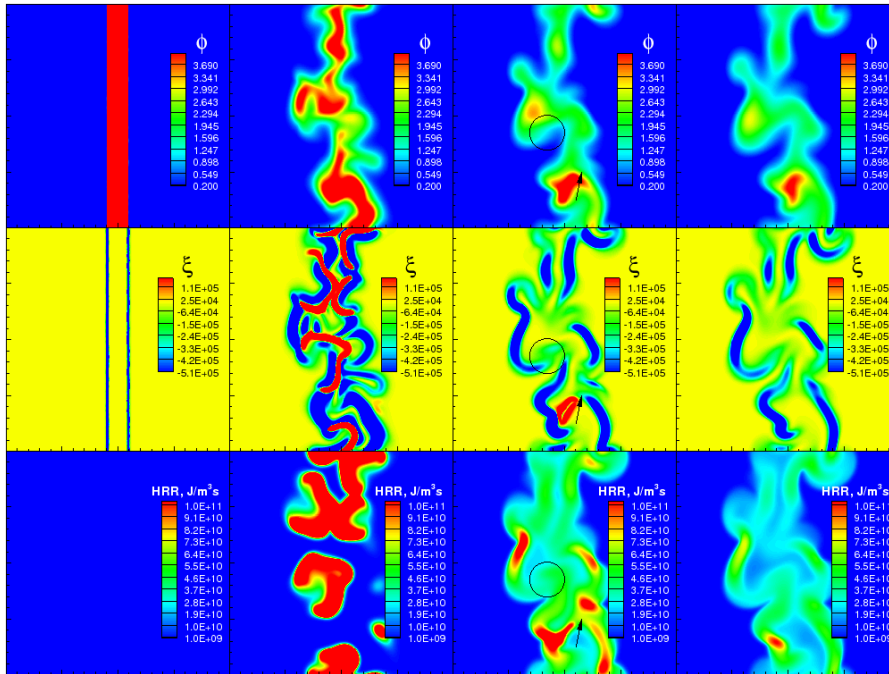 ϕ
3.690
3.341
2.992
2.643
2.294
1.945
1.596
1.247
0.898
0.549
0.200
ϕ
3.690
3.341
2.992
2.643
2.294
1.945
1.596
1.247
0.898
0.549
0.200
ϕ
3.690
3.341
2.992
2.643
2.294
1.945
1.596
1.247
0.898
0.549
0.200
ϕ
3.690
3.341
2.992
2.643
2.294
1.945
1.596
1.247
0.898
0.549
0.200
ξ
1.1E+05
2.5E+04
-6.4E+04
-1.5E+05
-2.4E+05
-3.3E+05
-4.2E+05
-5.1E+05
ξ
1.1E+05
2.5E+04
-6.4E+04
-1.5E+05
-2.4E+05
-3.3E+05
-4.2E+05
-5.1E+05
ξ
1.1E+05
2.5E+04
-6.4E+04
-1.5E+05
-2.4E+05
-3.3E+05
-4.2E+05
-5.1E+05
ξ
1.1E+05
2.5E+04
-6.4E+04
-1.5E+05
-2.4E+05
-3.3E+05
-4.2E+05
-5.1E+05
HRR, J/m³s
1.0E+11
9.1E+10
8.2E+10
7.3E+10
6.4E+10
5.5E+10
4.6E+10
3.7E+10
2.8E+10
1.9E+10
1.0E+10
1.0E+09
HRR, J/m³s
1.0E+11
9.1E+10
8.2E+10
7.3E+10
6.4E+10
5.5E+10
4.6E+10
3.7E+10
2.8E+10
1.9E+10
1.0E+10
1.0E+09
HRR, J/m³s
1.0E+11
9.1E+10
8.2E+10
7.3E+10
6.4E+10
5.5E+10
4.6E+10
3.7E+10
2.8E+10
1.9E+10
1.0E+10
1.0E+09
HRR, J/m³s
1.0E+11
9.1E+10
8.2E+10
7.3E+10
6.4E+10
5.5E+10
4.6E+10
3.7E+10
2.8E+10
1.9E+10
1.0E+10
1.0E+09